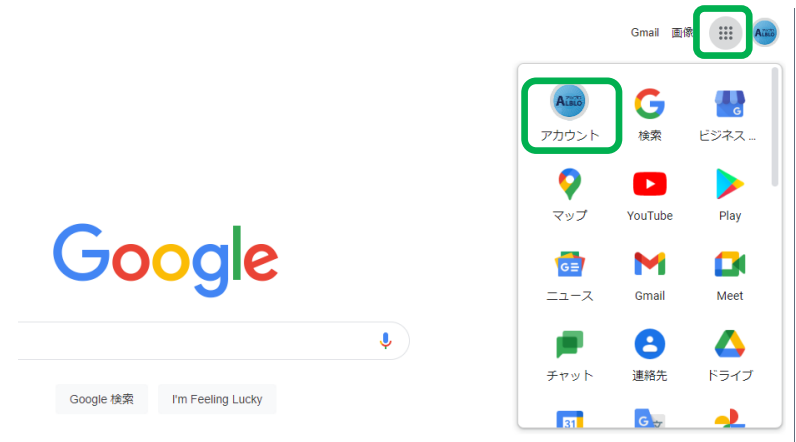 Gmail 画像
ALBLO
ALBLO
アカウント 検索 ビジネス ...
マップ YouTube Play
ニュース Gmail Meet
チャット 連絡先 ドライブ
31
Google
Google 検索 I'm Feeling Lucky